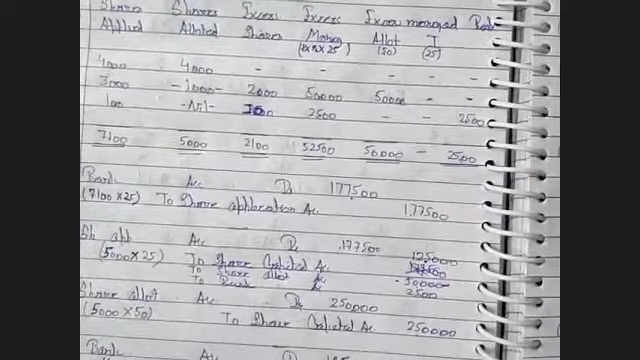 Shares Shares Excess Excess Excess money Bank
Applied Allotted Shares Money Allot I
(25) (50) (25)
4000 4000 - - - - -
3000 -1000- 2000 50000 50000 - -
100 -Nil- 100 2500 - - 2500
7100 5000 2100 52500 50000 - 2500
Bank A/c Dr 177500
(7100 x 25) To Share application A/c 177500
Sh app A/c Dr 177500
(5000 x 25) To Share Capital A/c 125000
To Share allot A/c 50000
To Bank A/c 2500
Share allot A/c Dr 250000
(5000 x 50) To Share Capital A/c 250000
Bank A/c Dr